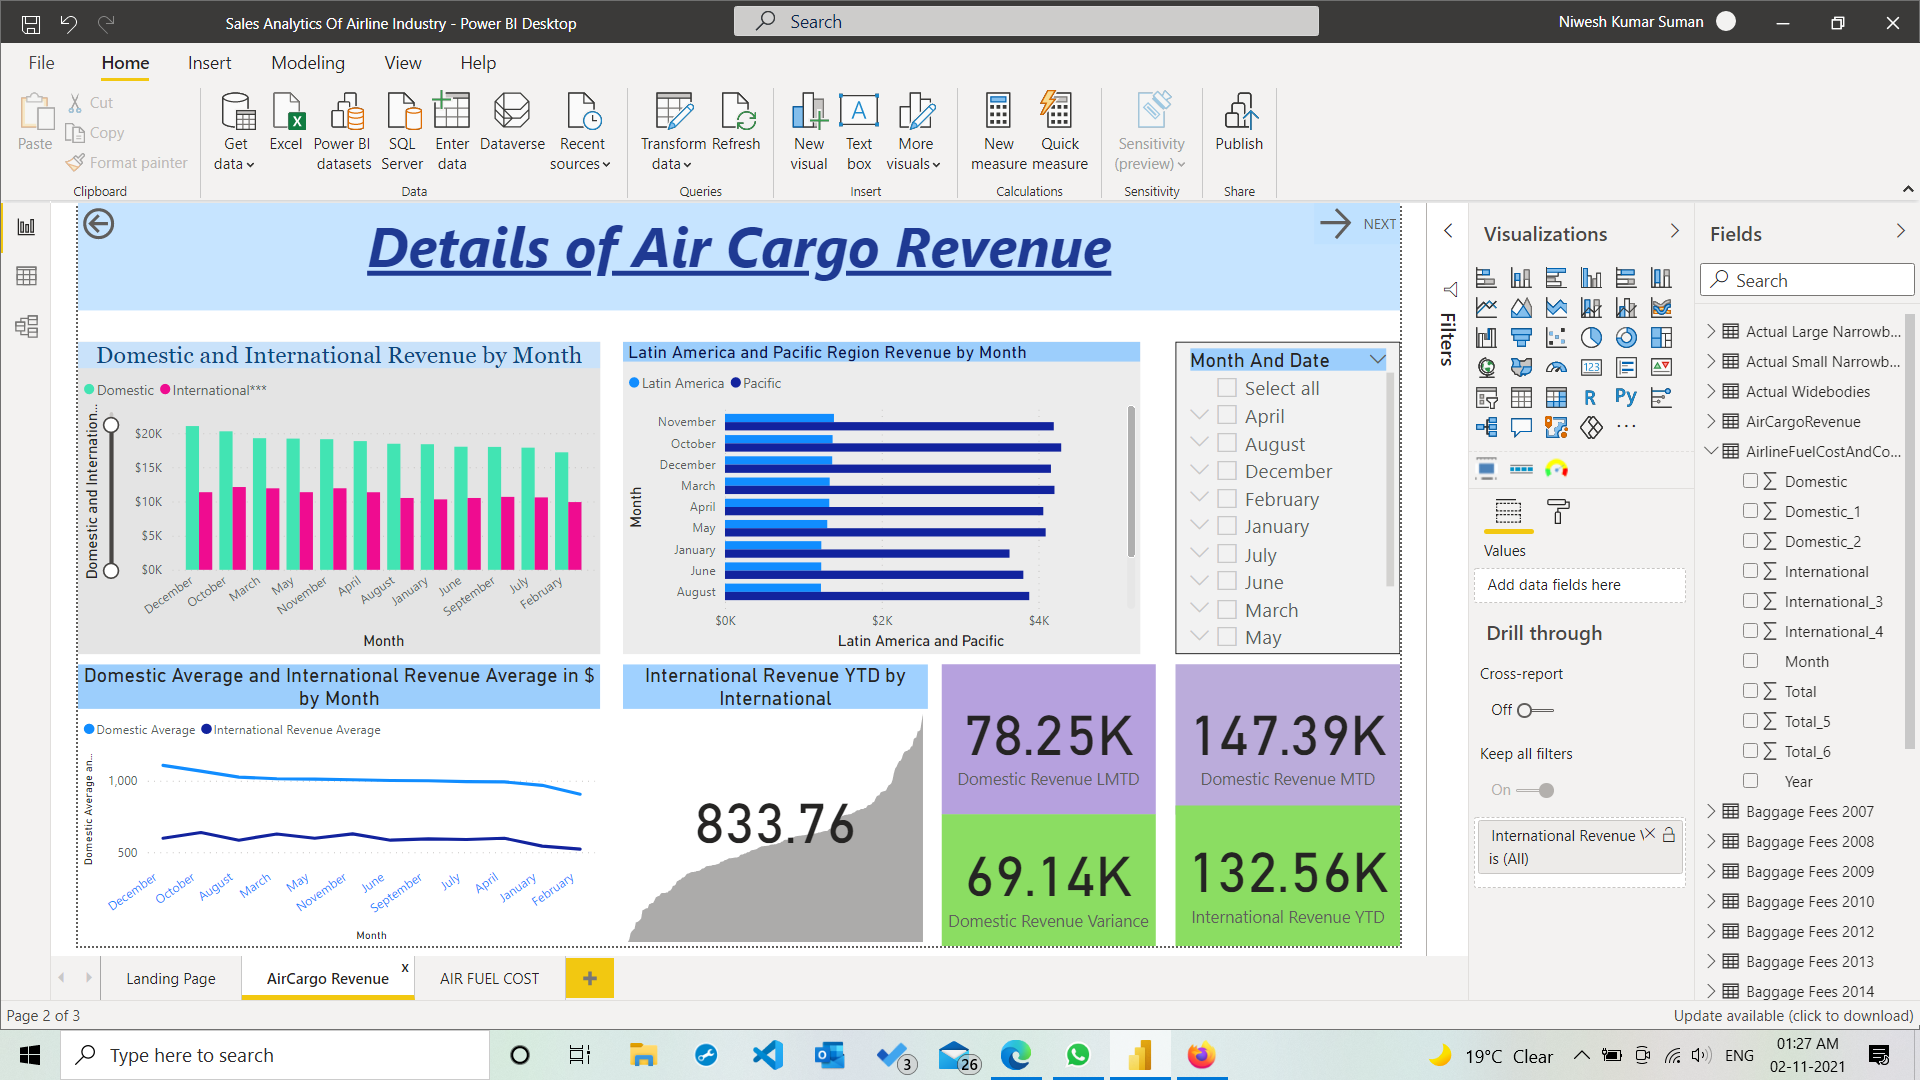 Sales Analytics Of Airline Industry - Power BI Desktop
Search
Niwesh Kumar Suman
File
Home
Insert
Modeling
View
Help
Paste
Cut
Copy
Format painter
Clipboard
Get data
Excel
Power BI datasets
SQL Server
Enter data
Dataverse
Recent sources
Data
Transform data
Refresh
Queries
New visual
Text box
A
More visuals
Insert
New measure
Quick measure
Calculations
Sensitivity (preview)
Sensitivity
Publish
Share
Details of Air Cargo Revenue
NEXT
Domestic and International Revenue by Month
Domestic
International***
Domestic and Internation...
$20K
$15K
$10K
$5K
$0K
December
October
March
May
November
April
August
January
June
September
July
February
Month
Latin America and Pacific Region Revenue by Month
Latin America
Pacific
Month
November
October
December
March
April
May
January
June
August
$0K
$2K
$4K
Latin America and Pacific
Month And Date
Select all
April
August
December
February
January
July
June
March
May
Domestic Average and International Revenue Average in $
by Month
Domestic Average
International Revenue Average
Domestic Average an...
1,000
500
December
October
August
March
May
November
June
September
July
April
January
February
Month
International Revenue YTD by
International
833.76
78.25K
Domestic Revenue LMTD
147.39K
Domestic Revenue MTD
69.14K
Domestic Revenue Variance
132.56K
International Revenue YTD
Filters
Visualizations
123
R
Py
Values
Add data fields here
Drill through
Cross-report
Off
Keep all filters
On
International Revenue
is (All)
Fields
Search
Actual Large Narrowb...
Actual Small Narrowb...
Actual Widebodies
AirCargoRevenue
AirlineFuelCostAndCo...
Domestic
Domestic_1
Domestic_2
International
International_3
International_4
Month
Total
Total_5
Total_6
Year
Baggage Fees 2007
Baggage Fees 2008
Baggage Fees 2009
Baggage Fees 2010
Baggage Fees 2012
Baggage Fees 2013
Baggage Fees 2014
Landing Page
AirCargo Revenue
x
AIR FUEL COST
+
Page 2 of 3
Update available (click to download)
Type here to search
3
26
19°C Clear
ENG
01:27 AM
02-11-2021